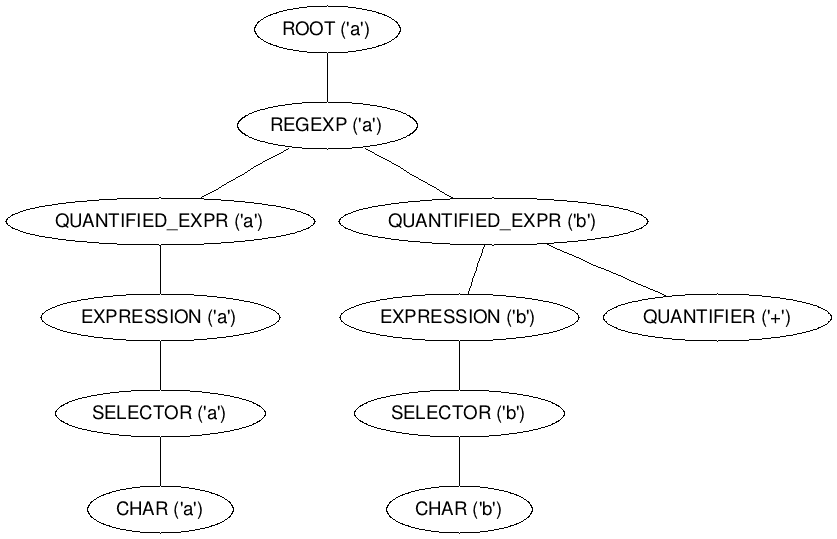 ROOT ('a')
REGEXP ('a')
QUANTIFIED_EXPR ('a')
QUANTIFIED_EXPR ('b')
EXPRESSION ('a')
EXPRESSION ('b')
QUANTIFIER ('+')
SELECTOR ('a')
SELECTOR ('b')
CHAR ('a')
CHAR ('b')